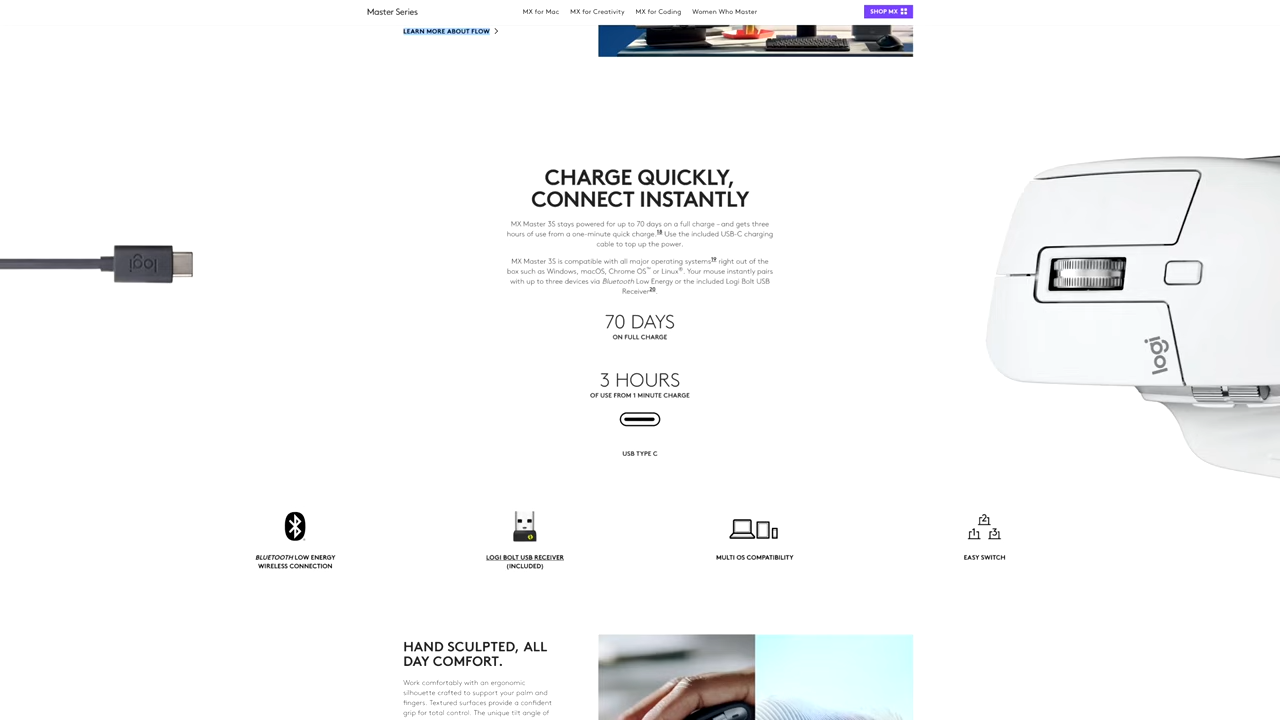 Master Series
MX for Mac
MX for Creativity
MX for Coding
Women Who Master
SHOP MX
LEARN MORE ABOUT FLOW
CHARGE QUICKLY,
CONNECT INSTANTLY
MX Master 3S stays powered for up to 70 days on a full charge – and gets three
hours of use from a one-minute quick charge.18 Use the included USB-C charging
cable to top up the power.
MX Master 3S is compatible with all major operating systems19 right out of the
box such as Windows, macOS, Chrome OS™ or Linux®. Your mouse instantly pairs
with up to three devices via Bluetooth Low Energy or the included Logi Bolt USB
Receiver20.
logi
logi
70 DAYS
ON FULL CHARGE
3 HOURS
OF USE FROM 1 MINUTE CHARGE
USB TYPE C
BLUETOOTH LOW ENERGY
WIRELESS CONNECTION
LOGI BOLT USB RECEIVER
(INCLUDED)
MULTI OS COMPATIBILITY
1 2 3
EASY SWITCH
HAND SCULPTED, ALL
DAY COMFORT.
Work comfortably with an ergonomic
silhouette crafted to support your palm and
fingers. Textured surfaces provide a confident
grip for total control. The unique tilt angle of